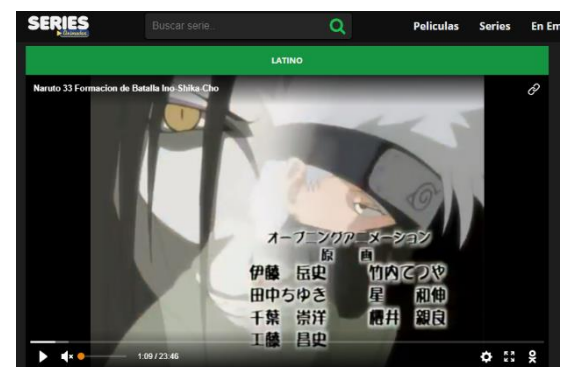 SERIES
Animadas
Buscar serie..
Peliculas
Series
En Em
LATINO
Naruto 33 Formacion de Batalla Ino-Shika-Cho
オープニングアニメーション
原 画
伊藤 岳史 竹内てつや
田中ちゆき 星 和伸
千葉 崇洋 櫻井 親良
工藤 昌史
1:09 / 23:46